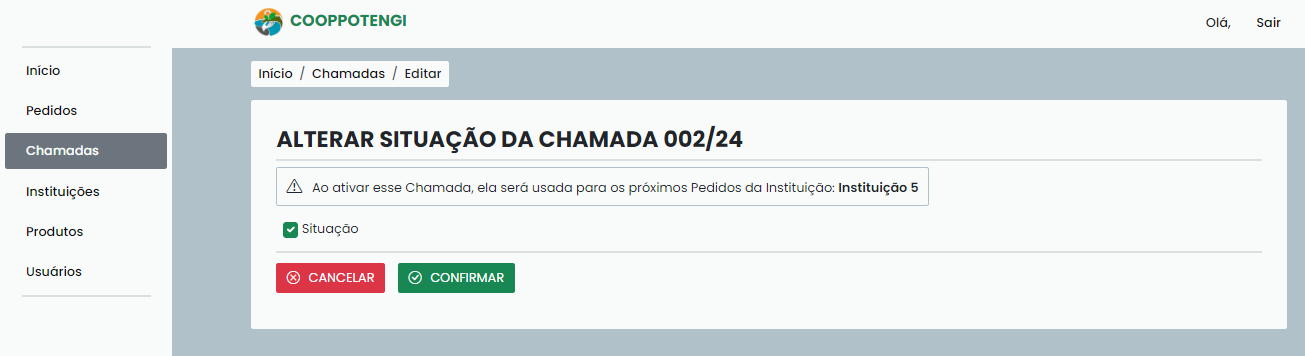 COOPPOTENGI
Olá, Sair
Início
Pedidos
Chamadas
Instituições
Produtos
Usuários
Início / Chamadas / Editar
ALTERAR SITUAÇÃO DA CHAMADA 002/24
Ao ativar esse Chamada, ela será usada para os próximos Pedidos da Instituição: Instituição 5
Situação
CANCELAR CONFIRMAR